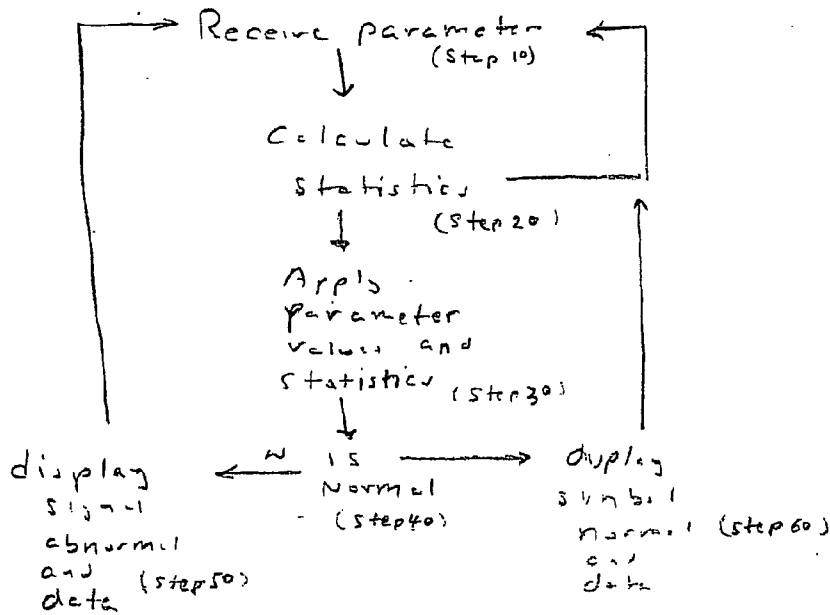 Receive parameter
(Step 10)
Calculate
statistics
(Step 20)
Apply
parameter
values and
statistics (Step 30)
N is
Normal
(Step 40)
display
signal
abnormal
and
data (Step 50)
display
symbol
normal (Step 60)
and
data